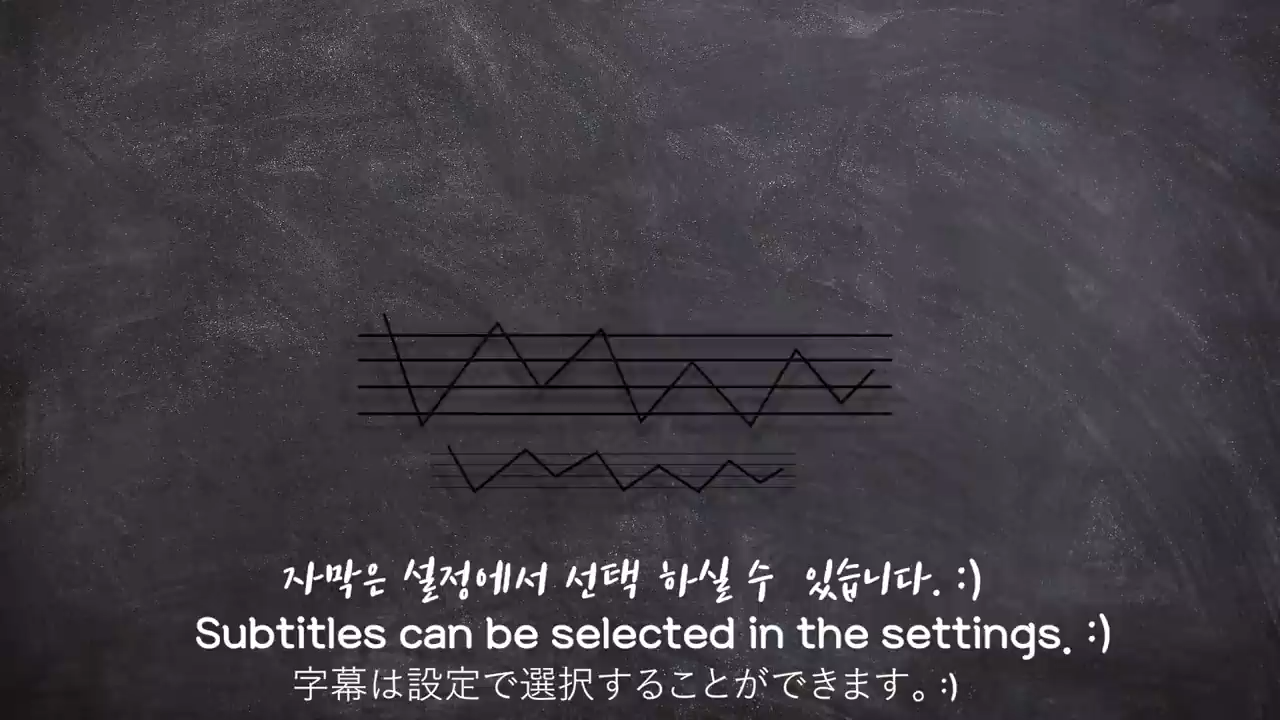 자막은 설정에서 선택 하실 수 있습니다. :)
Subtitles can be selected in the settings. :)
字幕は設定で選択することができます。:)